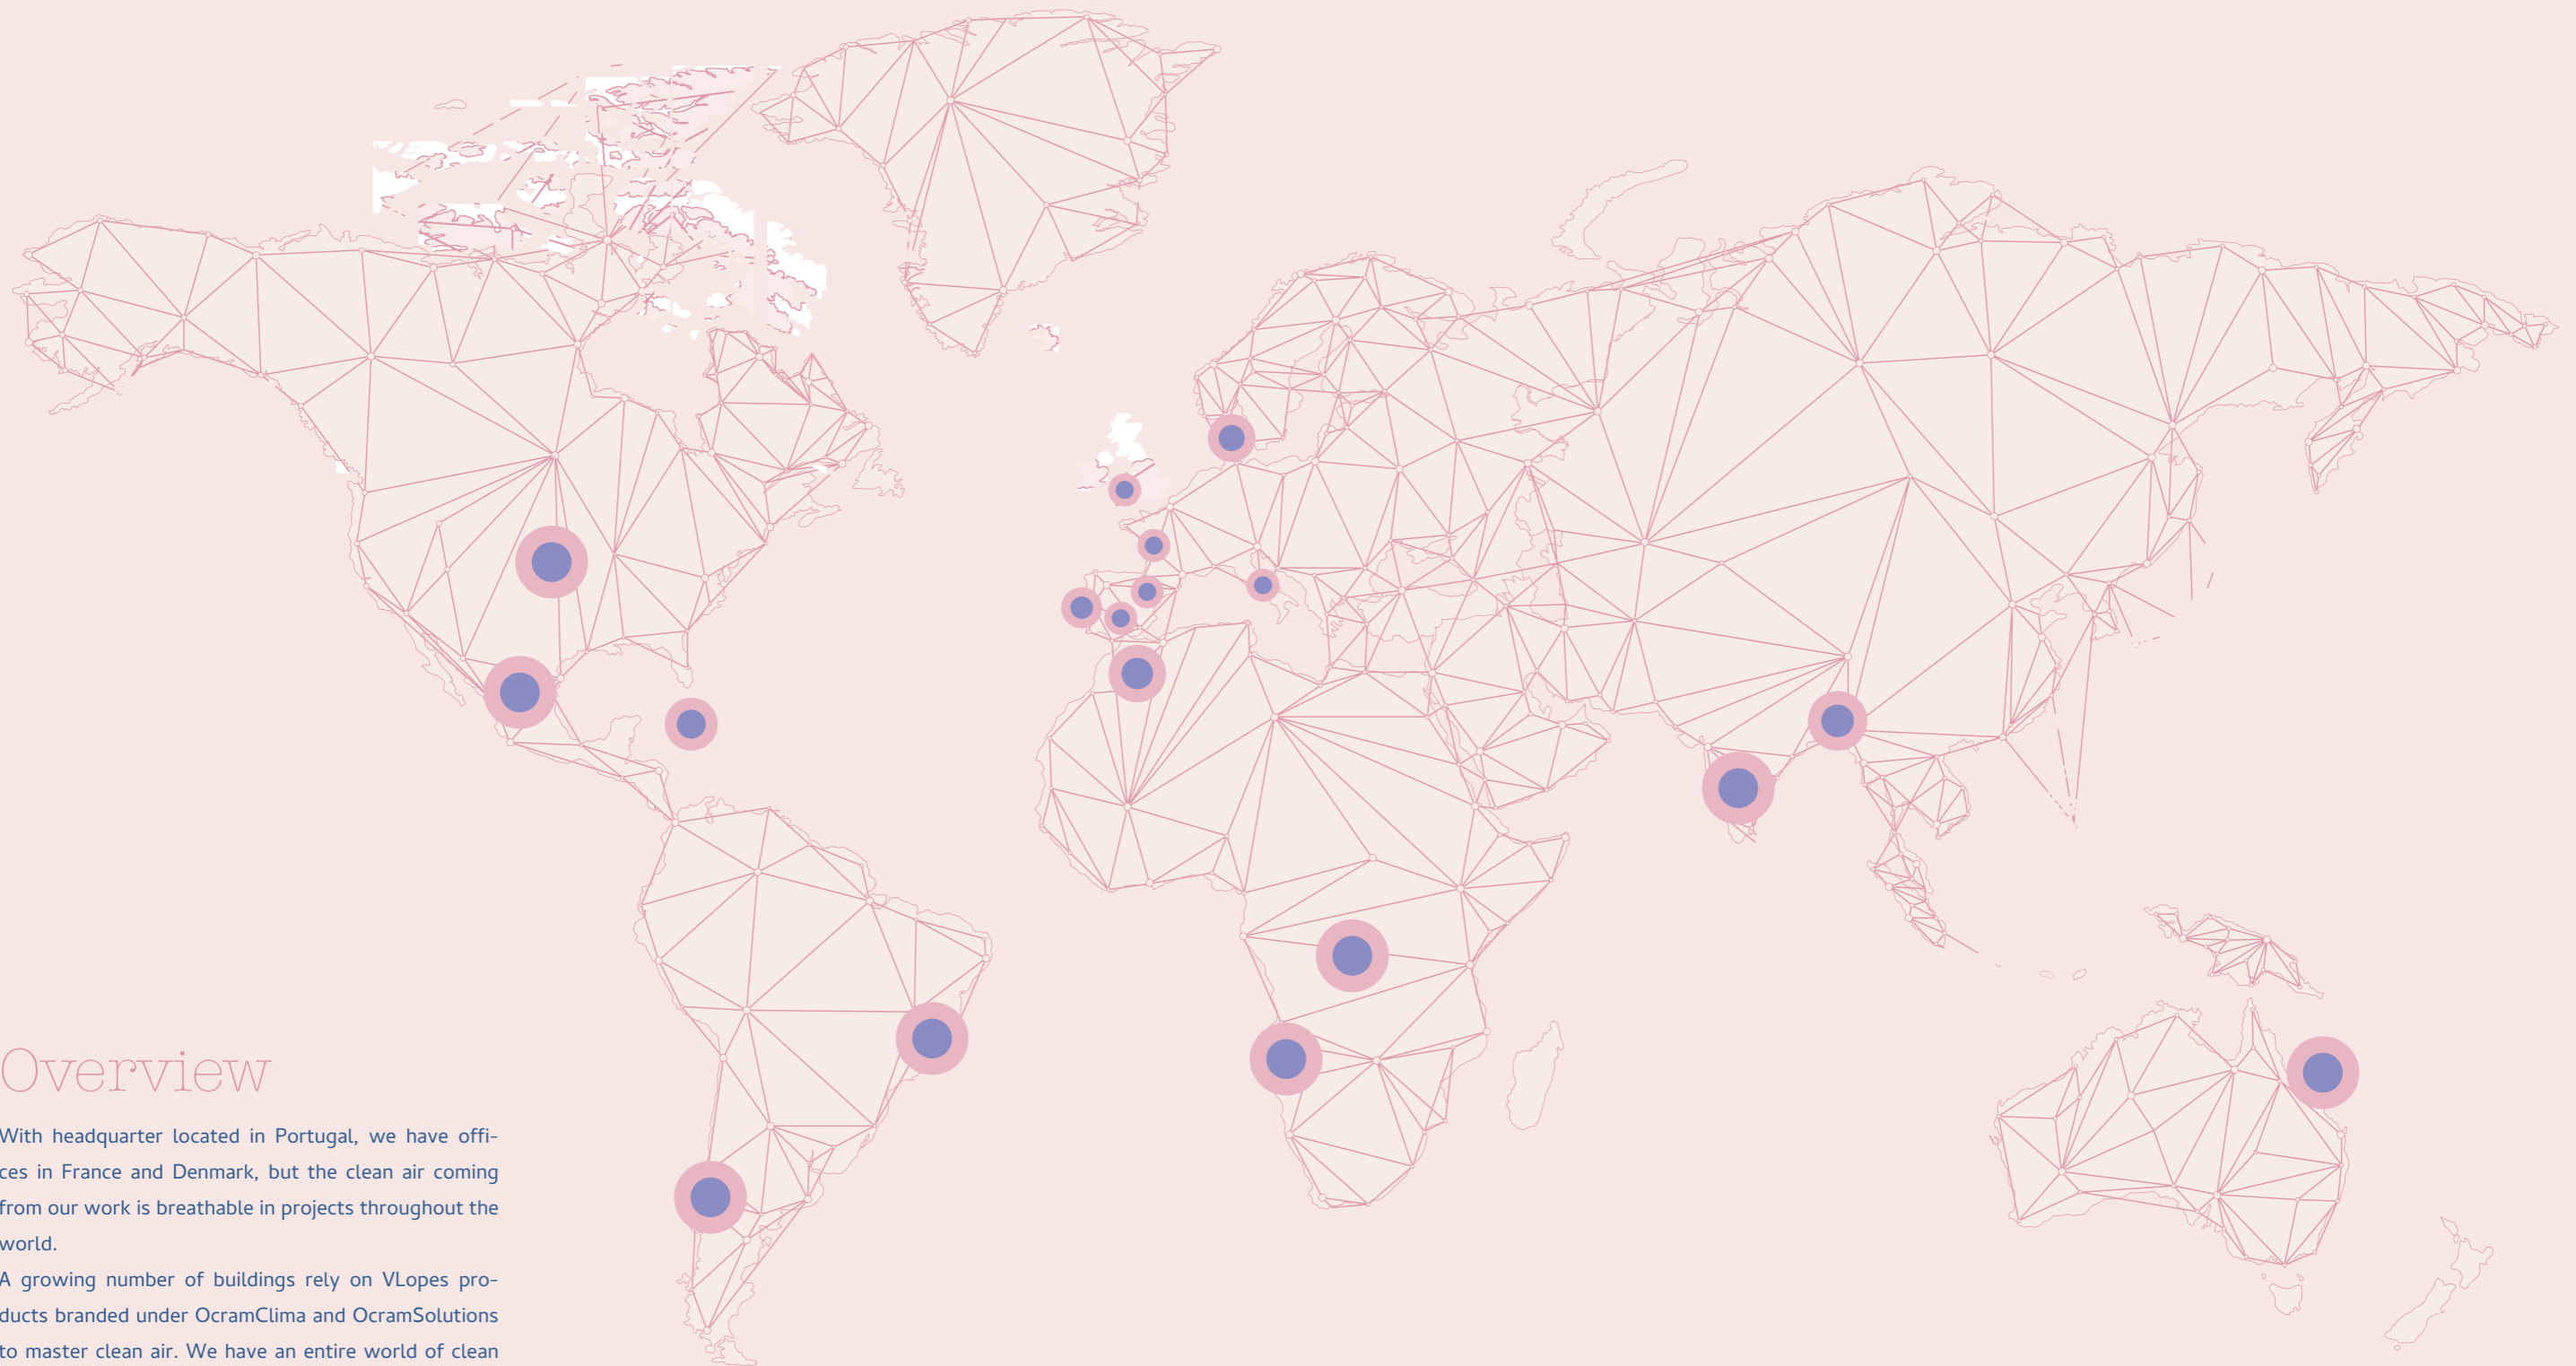 Overview
With headquarter located in Portugal, we have offi-
ces in France and Denmark, but the clean air coming
from our work is breathable in projects throughout the
world.
A growing number of buildings rely on VLopes pro-
ducts branded under OcramClima and OcramSolutions
to master clean air. We have an entire world of clean